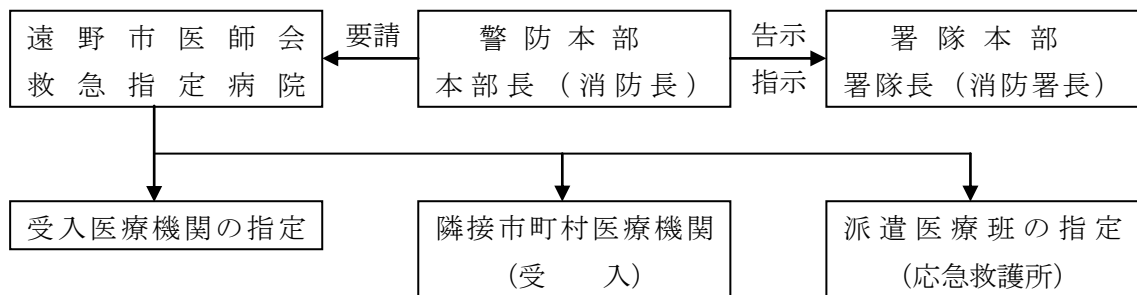 遠野市医師会
救急指定病院
要請
警防本部
本部長（消防長）
告示
指示
署隊本部
署隊長（消防署長）
受入医療機関の指定
隣接市町村医療機関
(受　　入)
派遣医療班の指定
(応急救護所)